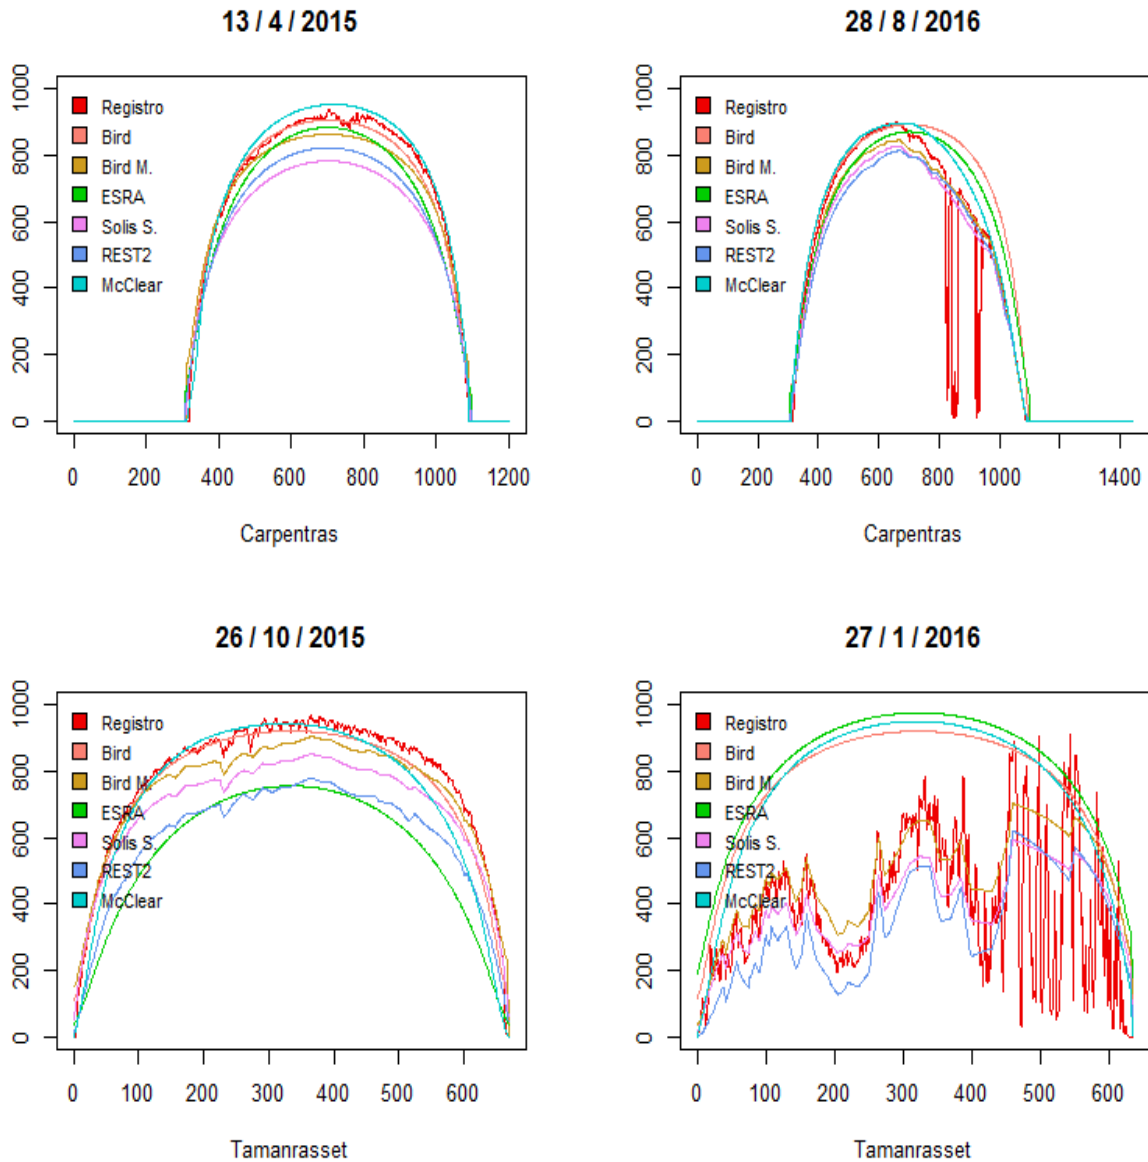 13 / 4 / 2015
1000
800
600
400
200
0
Registro
Bird
Bird M.
ESRA
Solis S.
REST2
McClear
0 200 400 600 800 1000 1200
Carpentras
28 / 8 / 2016
1000
800
600
400
200
0
Registro
Bird
Bird M.
ESRA
Solis S.
REST2
McClear
0 200 400 600 800 1000 1400
Carpentras
26 / 10 / 2015
1000
800
600
400
200
0
Registro
Bird
Bird M.
ESRA
Solis S.
REST2
McClear
0 100 200 300 400 500 600
Tamanrasset
27 / 1 / 2016
1000
800
600
400
200
0
Registro
Bird
Bird M.
ESRA
Solis S.
REST2
McClear
0 100 200 300 400 500 600
Tamanrasset